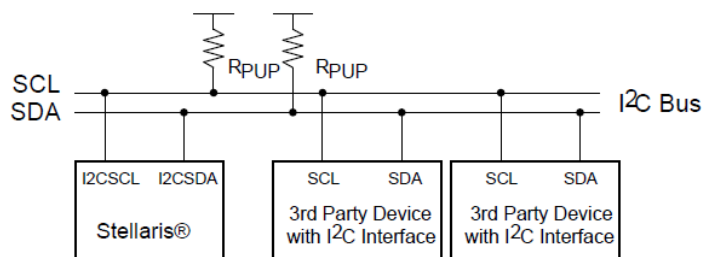 RPUP RPUP
SCL
SDA
I2C Bus
I2CSCL I2CSDA SCL SDA SCL SDA
Stellaris®
3rd Party Device
with I2C Interface
3rd Party Device
with I2C Interface